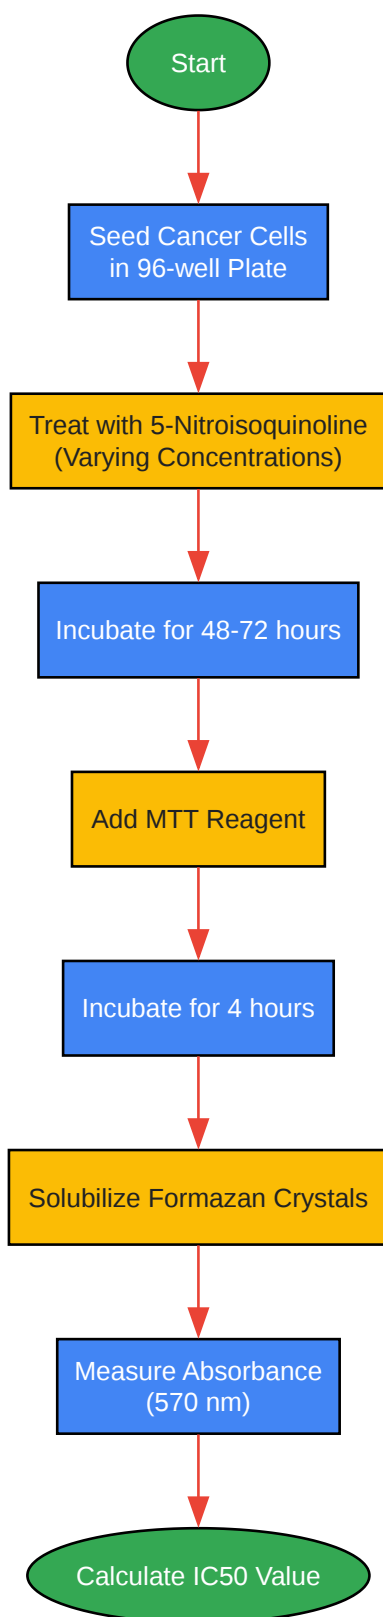 Start
Seed Cancer Cells
in 96-well Plate
Treat with 5-Nitroisoquinoline
(Varying Concentrations)
Incubate for 48-72 hours
Add MTT Reagent
Incubate for 4 hours
Solubilize Formazan Crystals
Measure Absorbance
(570 nm)
Calculate IC50 Value